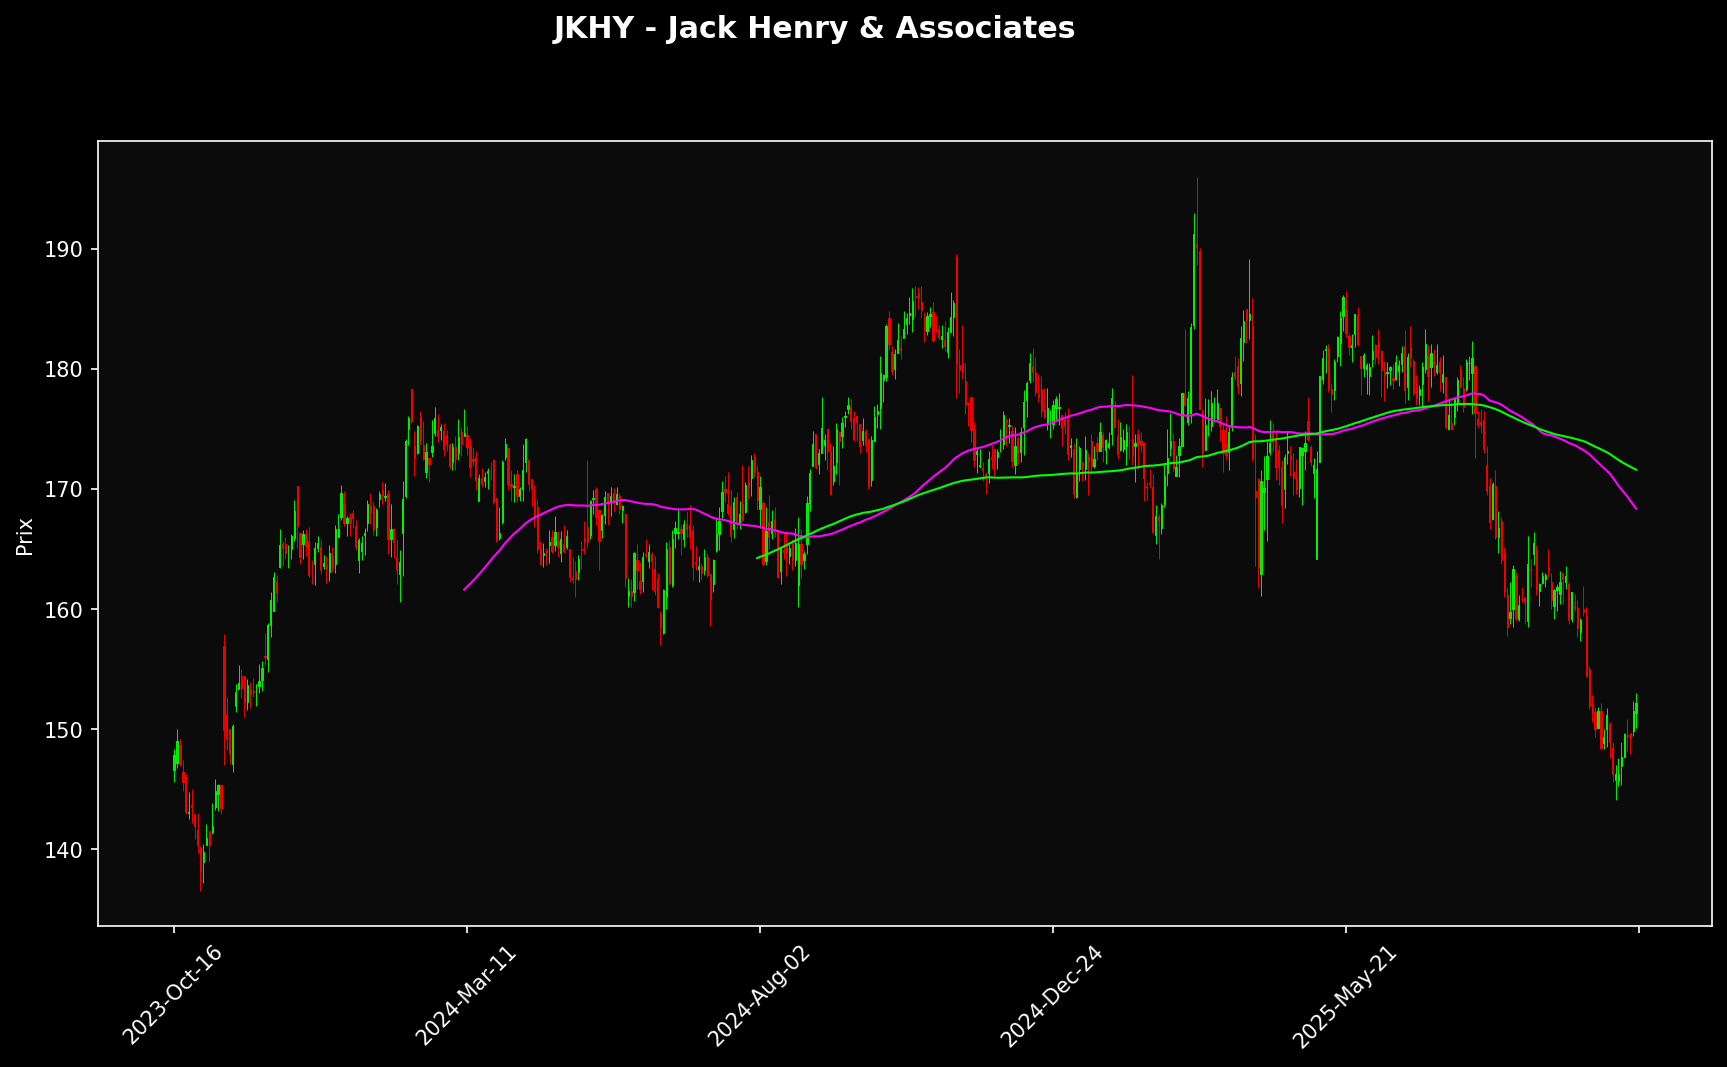 JKHY - Jack Henry & Associates
Prix
190
180
170
160
150
140
2023-Oct-16
2024-Mar-11
2024-Aug-02
2024-Dec-24
2025-May-21